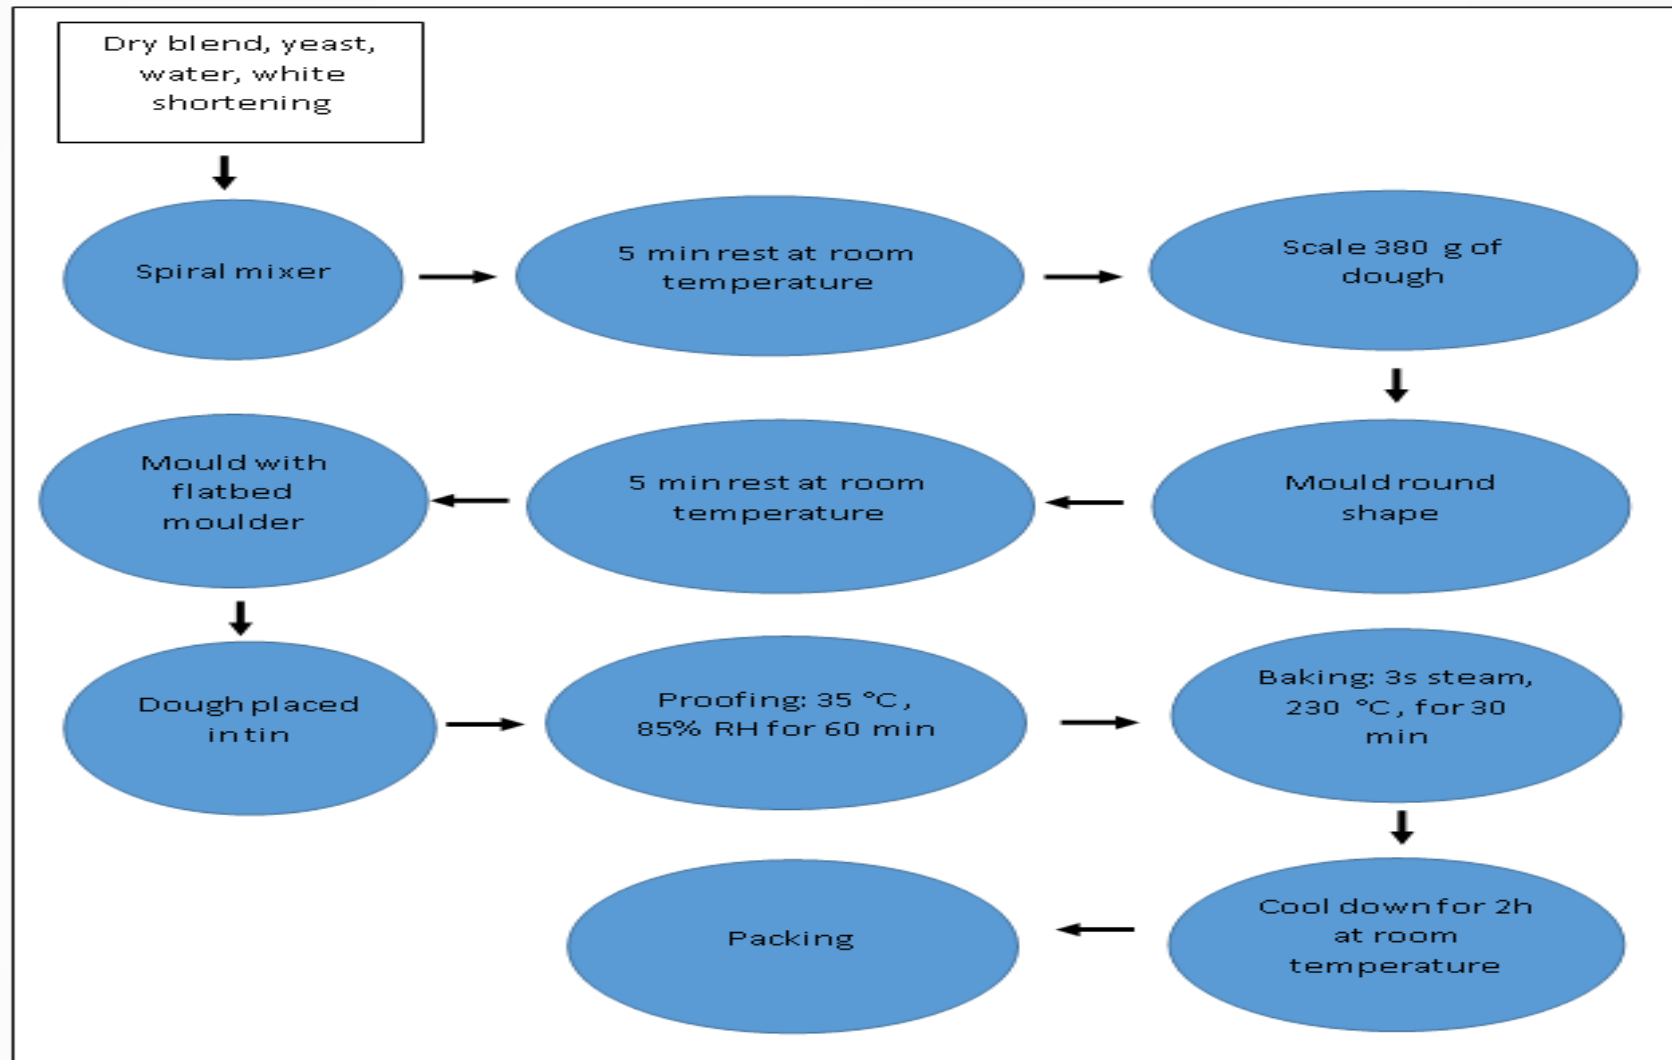 Dry blend, yeast,
water, white
shortening
Spiral mixer
5 min rest at room
temperature
Scale 380 g of
dough
Mould round
shape
5 min rest at room
temperature
Mould with
flatbed
moulder
Dough placed
in tin
Proofing: 35 °C,
85% RH for 60 min
Baking: 3s steam,
230 °C, for 30
min
Cool down for 2h
at room
temperature
Packing